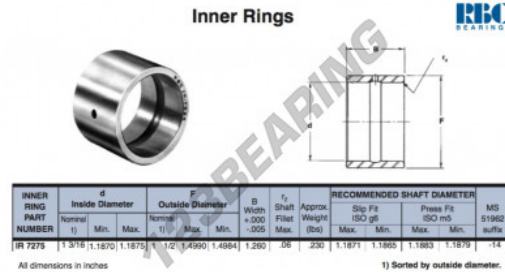 Inner Rings
RBC
BEARINGS
123BEARING
B
r₂
d
F
INNER RING PART NUMBER
d Inside Diameter
F Outside Diameter
B Width +.000 -.005
r₂ Shaft Fillet Max.
Approx. Weight (lbs)
RECOMMENDED SHAFT DIAMETER
Slip Fit ISO g6
Press Fit ISO m5
MS 51962 suffix
Nominal 1) Max. Min. Nominal 1) Max. Min. Max. Min. Max. Min.
IR 7275 1 3/16 1.1870 1.1875 1 1/2 1.4990 1.4984 1.260 .06 .230 1.1871 1.1865 1.1883 1.1879 -14
All dimensions in inches
1) Sorted by outside diameter.